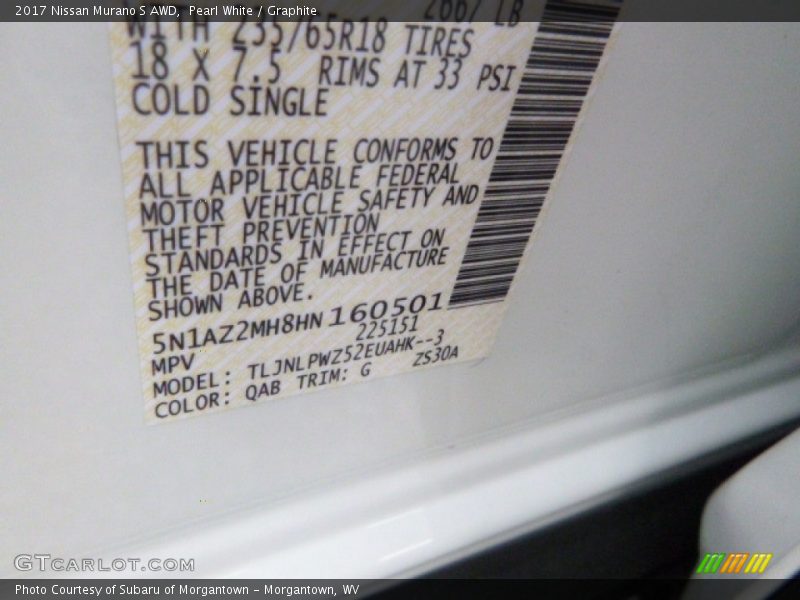 2017 Nissan Murano S AWD,  Pearl White / Graphite
LB
WITH 235/65R18 TIRES
18 X 7.5 RIMS AT 33 PSI
COLD SINGLE
THIS VEHICLE CONFORMS TO
ALL APPLICABLE FEDERAL
MOTOR VEHICLE SAFETY AND
THEFT PREVENTION
STANDARDS IN EFFECT ON
THE DATE OF MANUFACTURE
SHOWN ABOVE.
5N1AZ2MH8HN160501
MPV 225151
MODEL: TLJNLPWZ52EUAHK--3
COLOR: QAB TRIM: G ZS30A
GTCARLOT.COM
Photo Courtesy of Subaru of Morgantown - Morgantown, WV